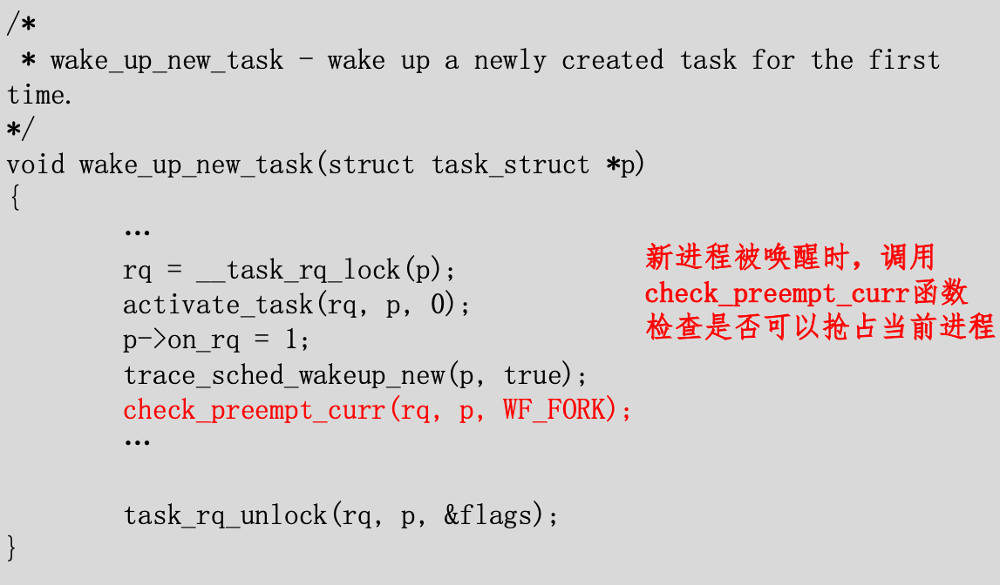 /*
 * wake_up_new_task - wake up a newly created task for the first
time.
*/
void wake_up_new_task(struct task_struct *p)
{
        …
        rq = __task_rq_lock(p);
        activate_task(rq, p, 0);
        p->on_rq = 1;
        trace_sched_wakeup_new(p, true);
        check_preempt_curr(rq, p, WF_FORK);
        …
        task_rq_unlock(rq, p, &flags);
}
新进程被唤醒时，调用
check_preempt_curr函数
检查是否可以抢占当前进程